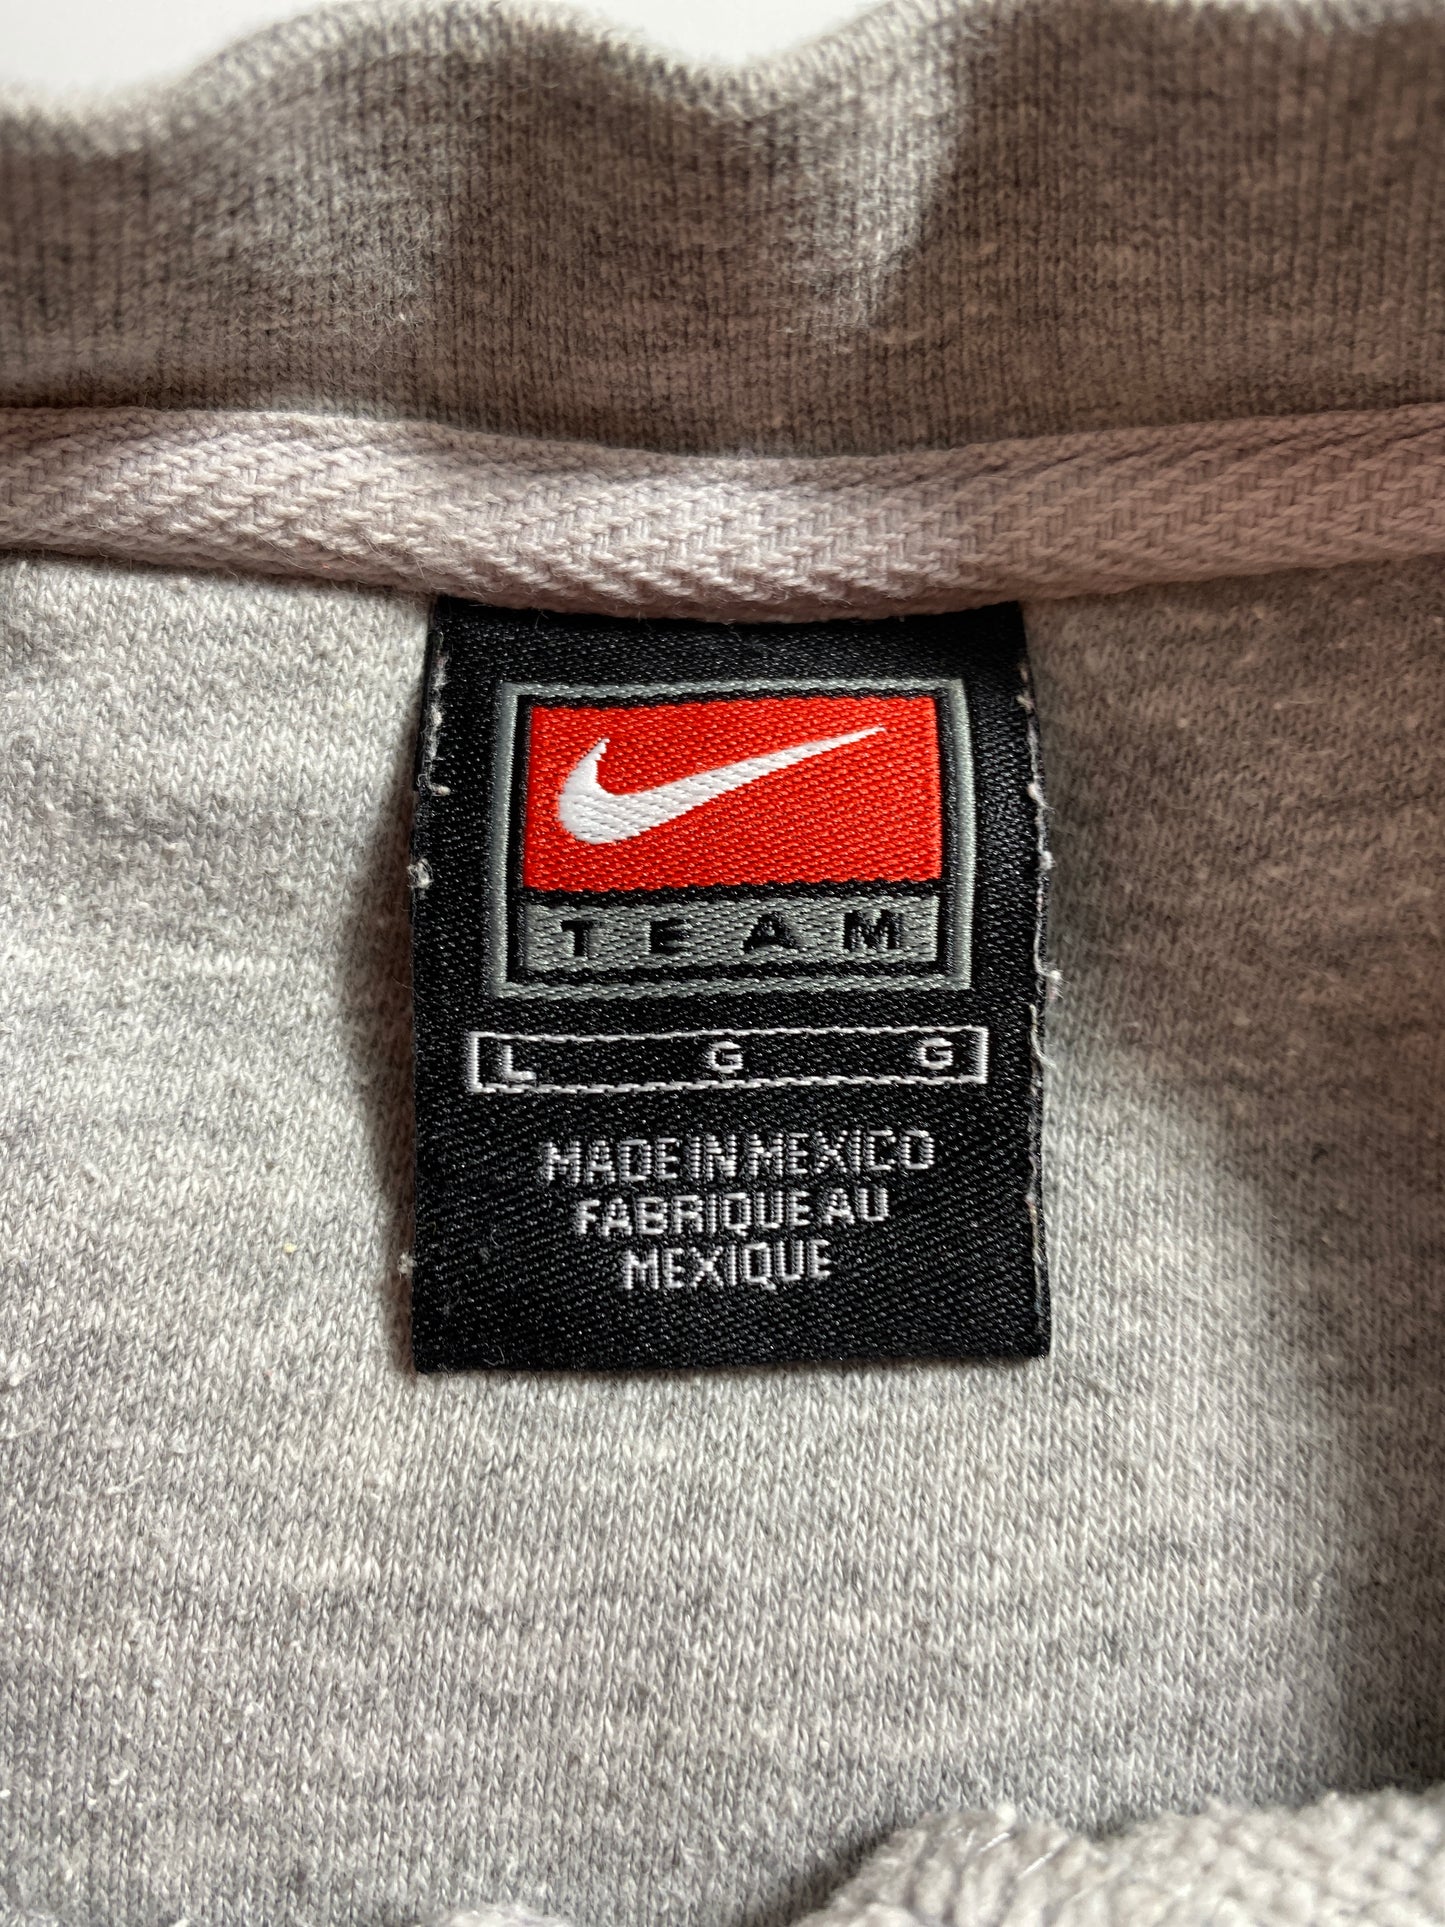 TEAM
L G G
MADE IN MEXICO
FABRIQUE AU
MEXIQUE